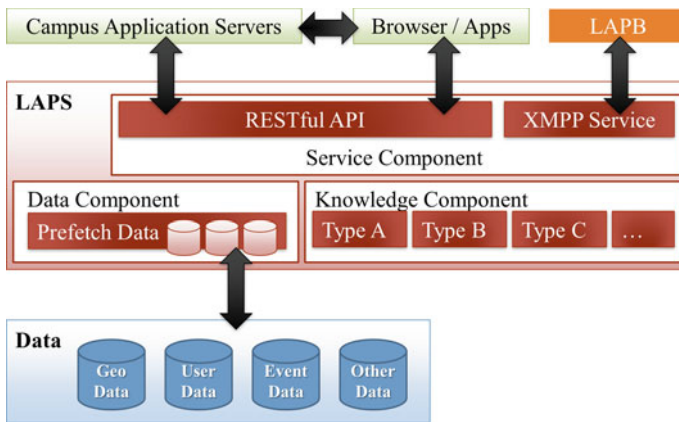 Campus Application Servers
Browser / Apps
LAPB
LAPS
RESTful API
XMPP Service
Service Component
Data Component
Prefetch Data
Knowledge Component
Type A
Type B
Type C
...
Data
Geo
Data
User
Data
Event
Data
Other
Data